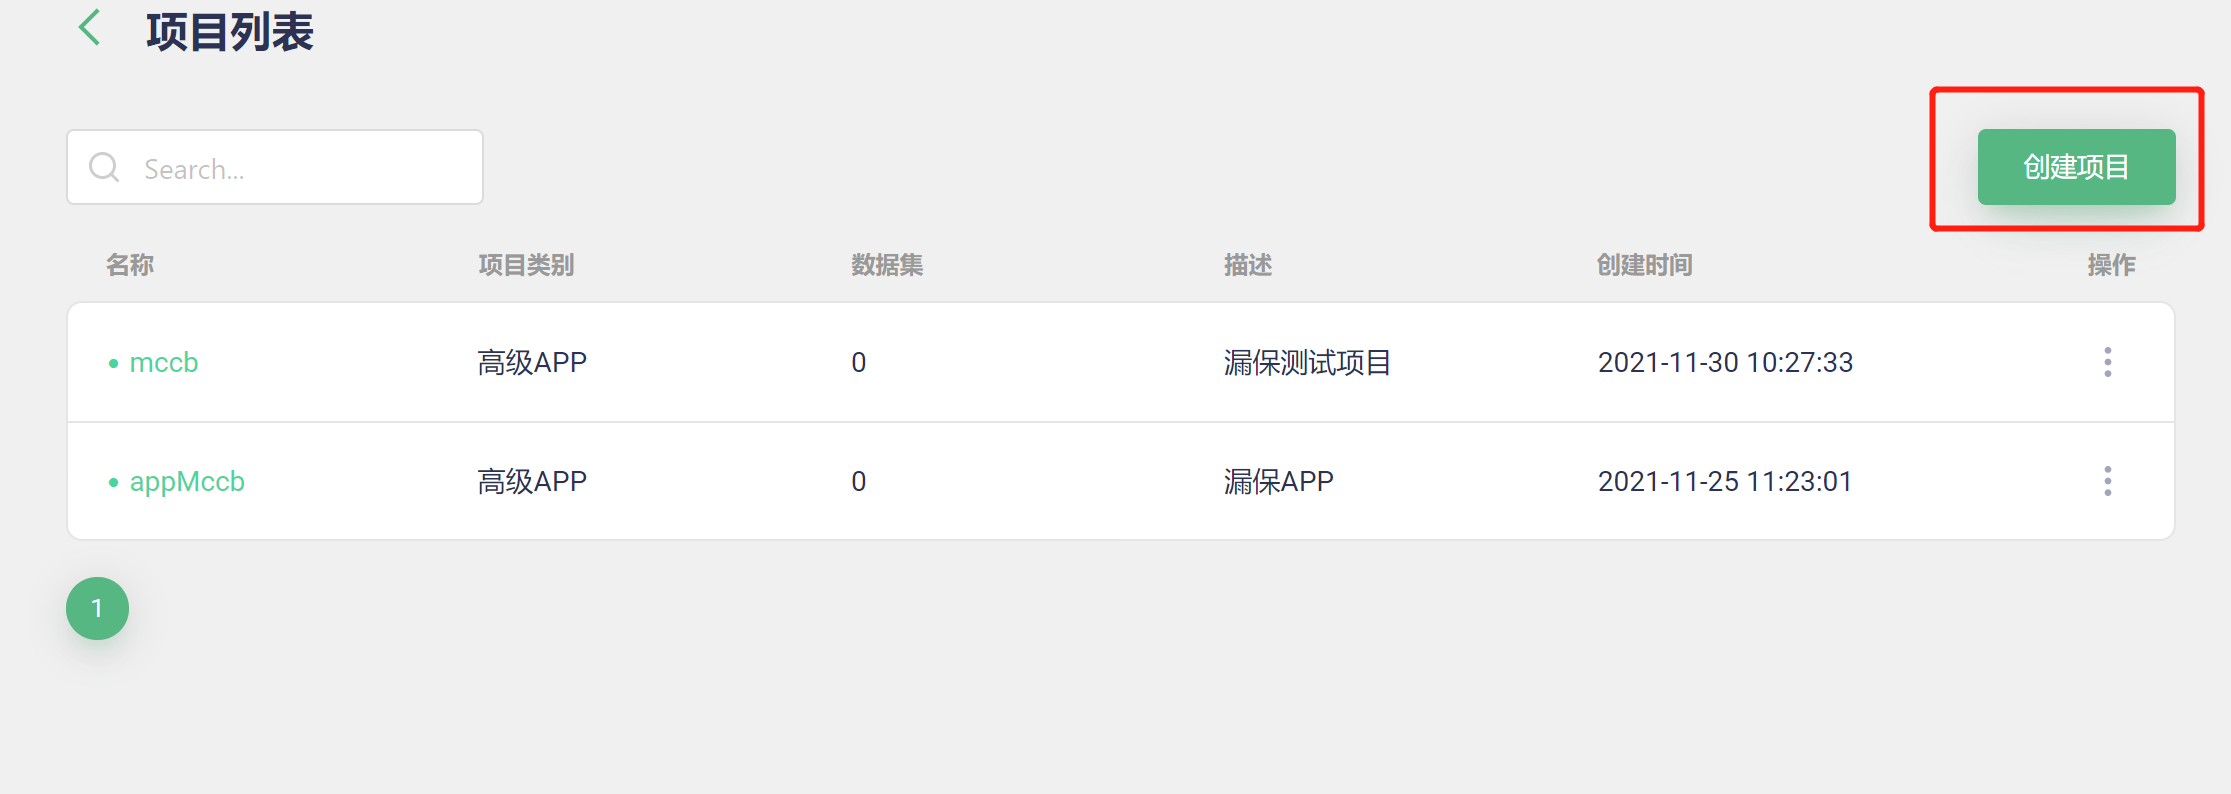 项目列表
Search...
创建项目
名称 项目类别 数据集 描述 创建时间 操作
mccb 高级APP 0 漏保测试项目 2021-11-30 10:27:33
appMccb 高级APP 0 漏保APP 2021-11-25 11:23:01
1